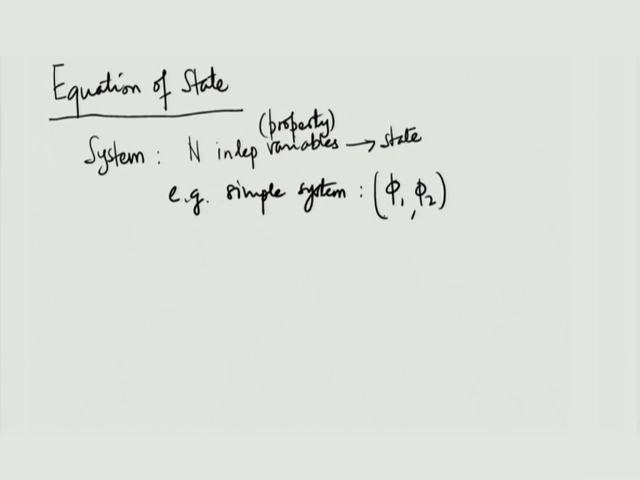 Equation of State
(property)
System : N indep variables → state
e.g. simple system : (ϕ₁, ϕ₂)